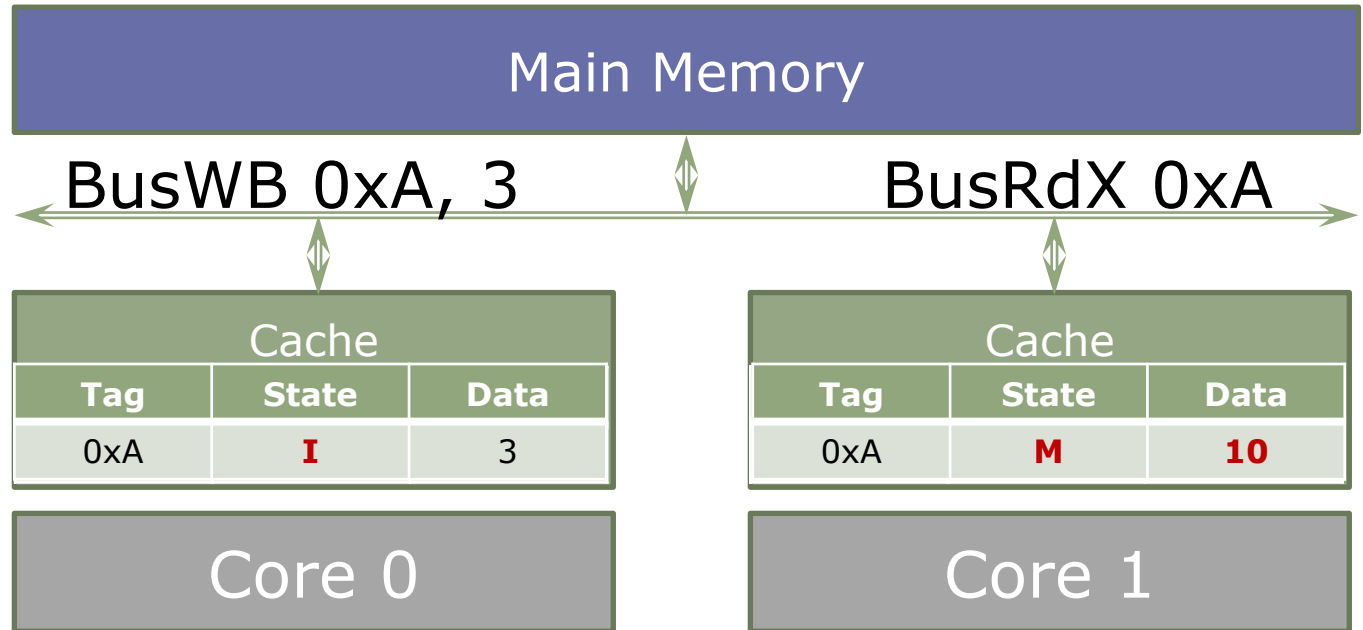 Main Memory
BusWB 0xA, 3
BusRdX 0xA
Cache
Tag State Data
0xA I 3
Core 0
Cache
Tag State Data
0xA M 10
Core 1